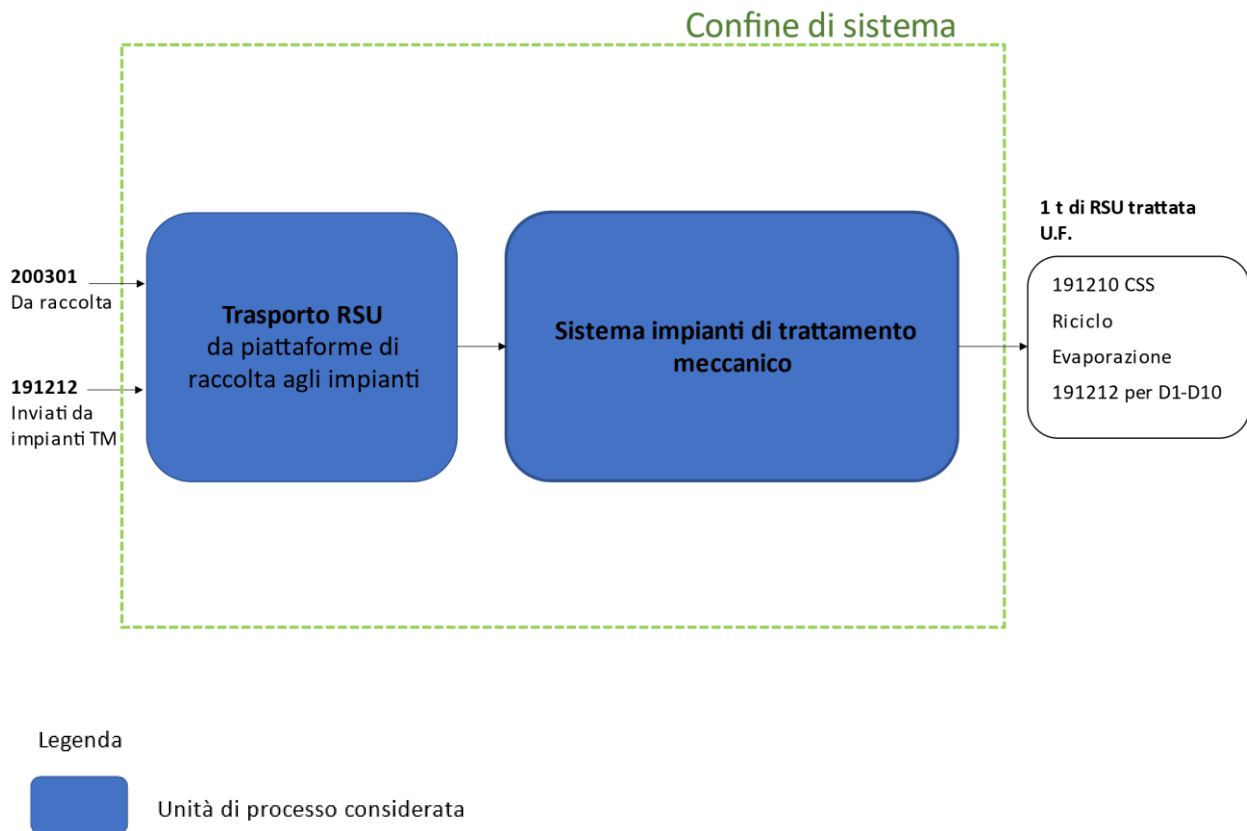 Confine di sistema
200301
Da raccolta
191212
Inviati da
impianti TM
Trasporto RSU
da piattaforme di
raccolta agli impianti
Sistema impianti di trattamento
meccanico
1 t di RSU trattata
U.F.
191210 CSS
Riciclo
Evaporazione
191212 per D1-D10
Legenda
Unità di processo considerata